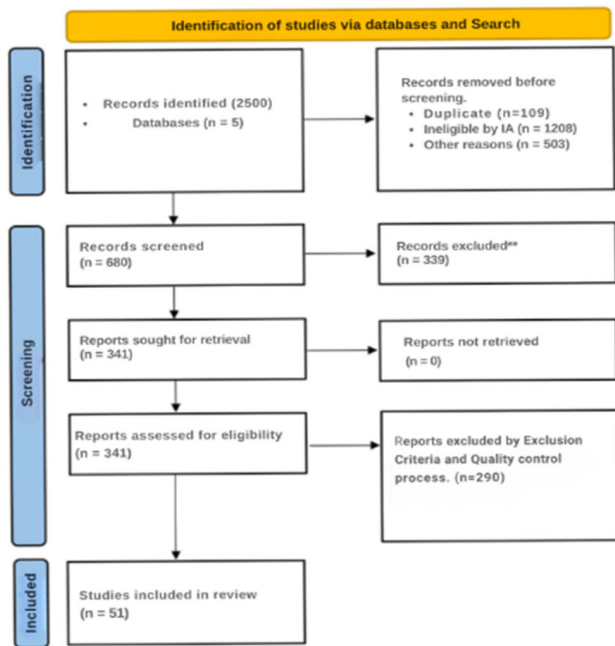 Identification of studies via databases and Search
Identification
• Records identified (2500)
• Databases (n = 5)
Records removed before
screening.
• Duplicate (n=109)
• Ineligible by IA (n = 1208)
• Other reasons (n = 503)
Screening
Records screened
(n = 680)
Records excluded**
(n = 339)
Reports sought for retrieval
(n = 341)
Reports not retrieved
(n = 0)
Reports assessed for eligibility
(n = 341)
Reports excluded by Exclusion
Criteria and Quality control
process. (n=290)
Included
Studies included in review
(n = 51)